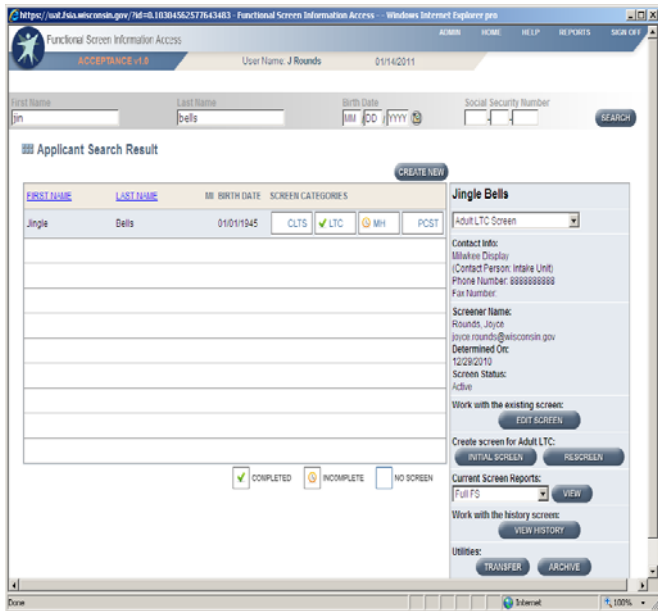 https://uat.fsia.wisconsin.gov/?id=0.10304562577643483 - Functional Screen Information Access - - Windows Internet Explorer pro
ADMIN HOME HELP REPORTS SIGN OFF
Functional Screen Information Access
ACCEPTANCE v1.0 User Name: J Rounds 01/14/2011
First Name Last Name Birth Date Social Security Number
jin bells MM / DD / YYYY - - SEARCH
Applicant Search Result
CREATE NEW
FIRST NAME LAST NAME MI BIRTH DATE SCREEN CATEGORIES
Jingle Bells 01/01/1945 CLTS LTC MH PCST
COMPLETED INCOMPLETE NO SCREEN
Jingle Bells
Adult LTC Screen
Contact Info:
Milwkee Display
(Contact Person: Intake Unit)
Phone Number: 8888888888
Fax Number:
Screener Name:
Rounds, Joyce
joyce.rounds@wisconsin.gov
Determined On:
12/29/2010
Screen Status:
Active
Work with the existing screen:
EDIT SCREEN
Create screen for Adult LTC:
INITIAL SCREEN RESCREEN
Current Screen Reports:
Full FS VIEW
Work with the history screen:
VIEW HISTORY
Utilities:
TRANSFER ARCHIVE
Done Internet 100%